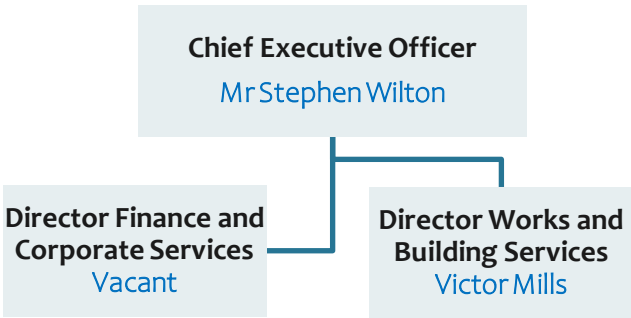 Chief Executive Officer
Mr Stephen Wilton
Director Finance and
Corporate Services
Vacant
Director Works and
Building Services
Victor Mills